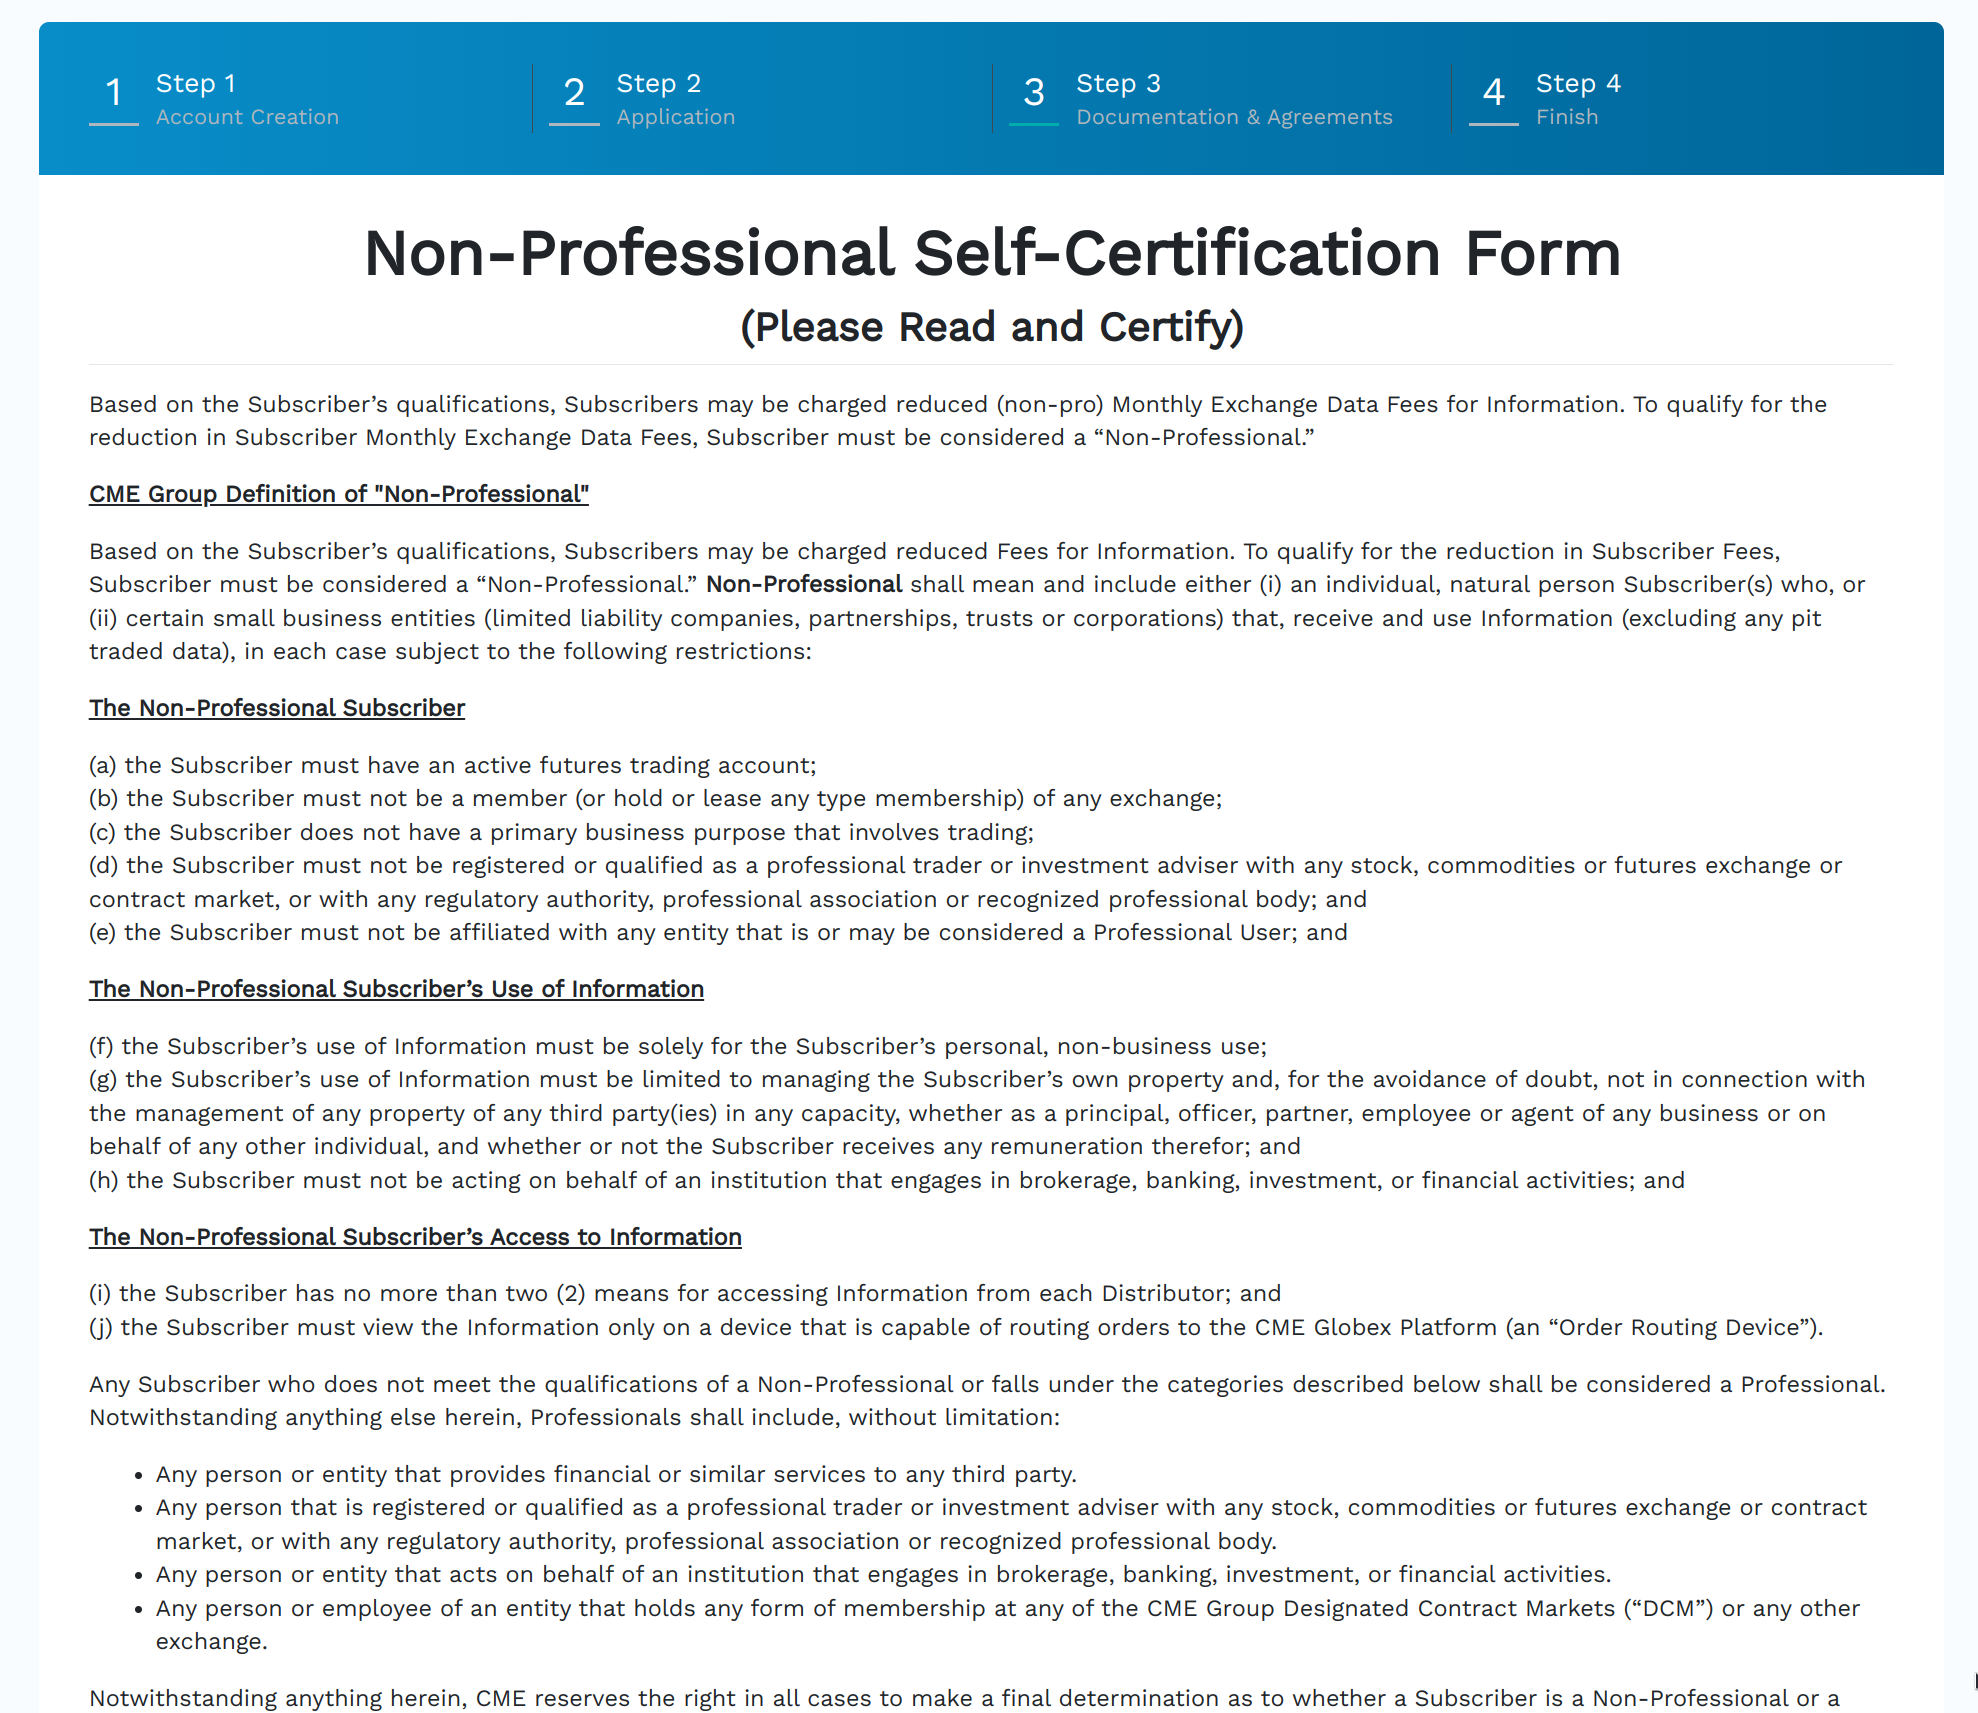 1
Step 1
Account Creation
2
Step 2
Application
3
Step 3
Documentation & Agreements
4
Step 4
Finish
Non-Professional Self-Certification Form
(Please Read and Certify)
Based on the Subscriber’s qualifications, Subscribers may be charged reduced (non-pro) Monthly Exchange Data Fees for Information. To qualify for the
reduction in Subscriber Monthly Exchange Data Fees, Subscriber must be considered a “Non-Professional.”
CME Group Definition of "Non-Professional"
Based on the Subscriber’s qualifications, Subscribers may be charged reduced Fees for Information. To qualify for the reduction in Subscriber Fees,
Subscriber must be considered a “Non-Professional.” Non-Professional shall mean and include either (i) an individual, natural person Subscriber(s) who, or
(ii) certain small business entities (limited liability companies, partnerships, trusts or corporations) that, receive and use Information (excluding any pit
traded data), in each case subject to the following restrictions:
The Non-Professional Subscriber
(a) the Subscriber must have an active futures trading account;
(b) the Subscriber must not be a member (or hold or lease any type membership) of any exchange;
(c) the Subscriber does not have a primary business purpose that involves trading;
(d) the Subscriber must not be registered or qualified as a professional trader or investment adviser with any stock, commodities or futures exchange or
contract market, or with any regulatory authority, professional association or recognized professional body; and
(e) the Subscriber must not be affiliated with any entity that is or may be considered a Professional User; and
The Non-Professional Subscriber’s Use of Information
(f) the Subscriber’s use of Information must be solely for the Subscriber’s personal, non-business use;
(g) the Subscriber’s use of Information must be limited to managing the Subscriber’s own property and, for the avoidance of doubt, not in connection with
the management of any property of any third party(ies) in any capacity, whether as a principal, officer, partner, employee or agent of any business or on
behalf of any other individual, and whether or not the Subscriber receives any remuneration therefor; and
(h) the Subscriber must not be acting on behalf of an institution that engages in brokerage, banking, investment, or financial activities; and
The Non-Professional Subscriber’s Access to Information
(i) the Subscriber has no more than two (2) means for accessing Information from each Distributor; and
(j) the Subscriber must view the Information only on a device that is capable of routing orders to the CME Globex Platform (an “Order Routing Device”).
Any Subscriber who does not meet the qualifications of a Non-Professional or falls under the categories described below shall be considered a Professional.
Notwithstanding anything else herein, Professionals shall include, without limitation:
• Any person or entity that provides financial or similar services to any third party.
• Any person that is registered or qualified as a professional trader or investment adviser with any stock, commodities or futures exchange or contract
market, or with any regulatory authority, professional association or recognized professional body.
• Any person or entity that acts on behalf of an institution that engages in brokerage, banking, investment, or financial activities.
• Any person or employee of an entity that holds any form of membership at any of the CME Group Designated Contract Markets (“DCM”) or any other
exchange.
Notwithstanding anything herein, CME reserves the right in all cases to make a final determination as to whether a Subscriber is a Non-Professional or a